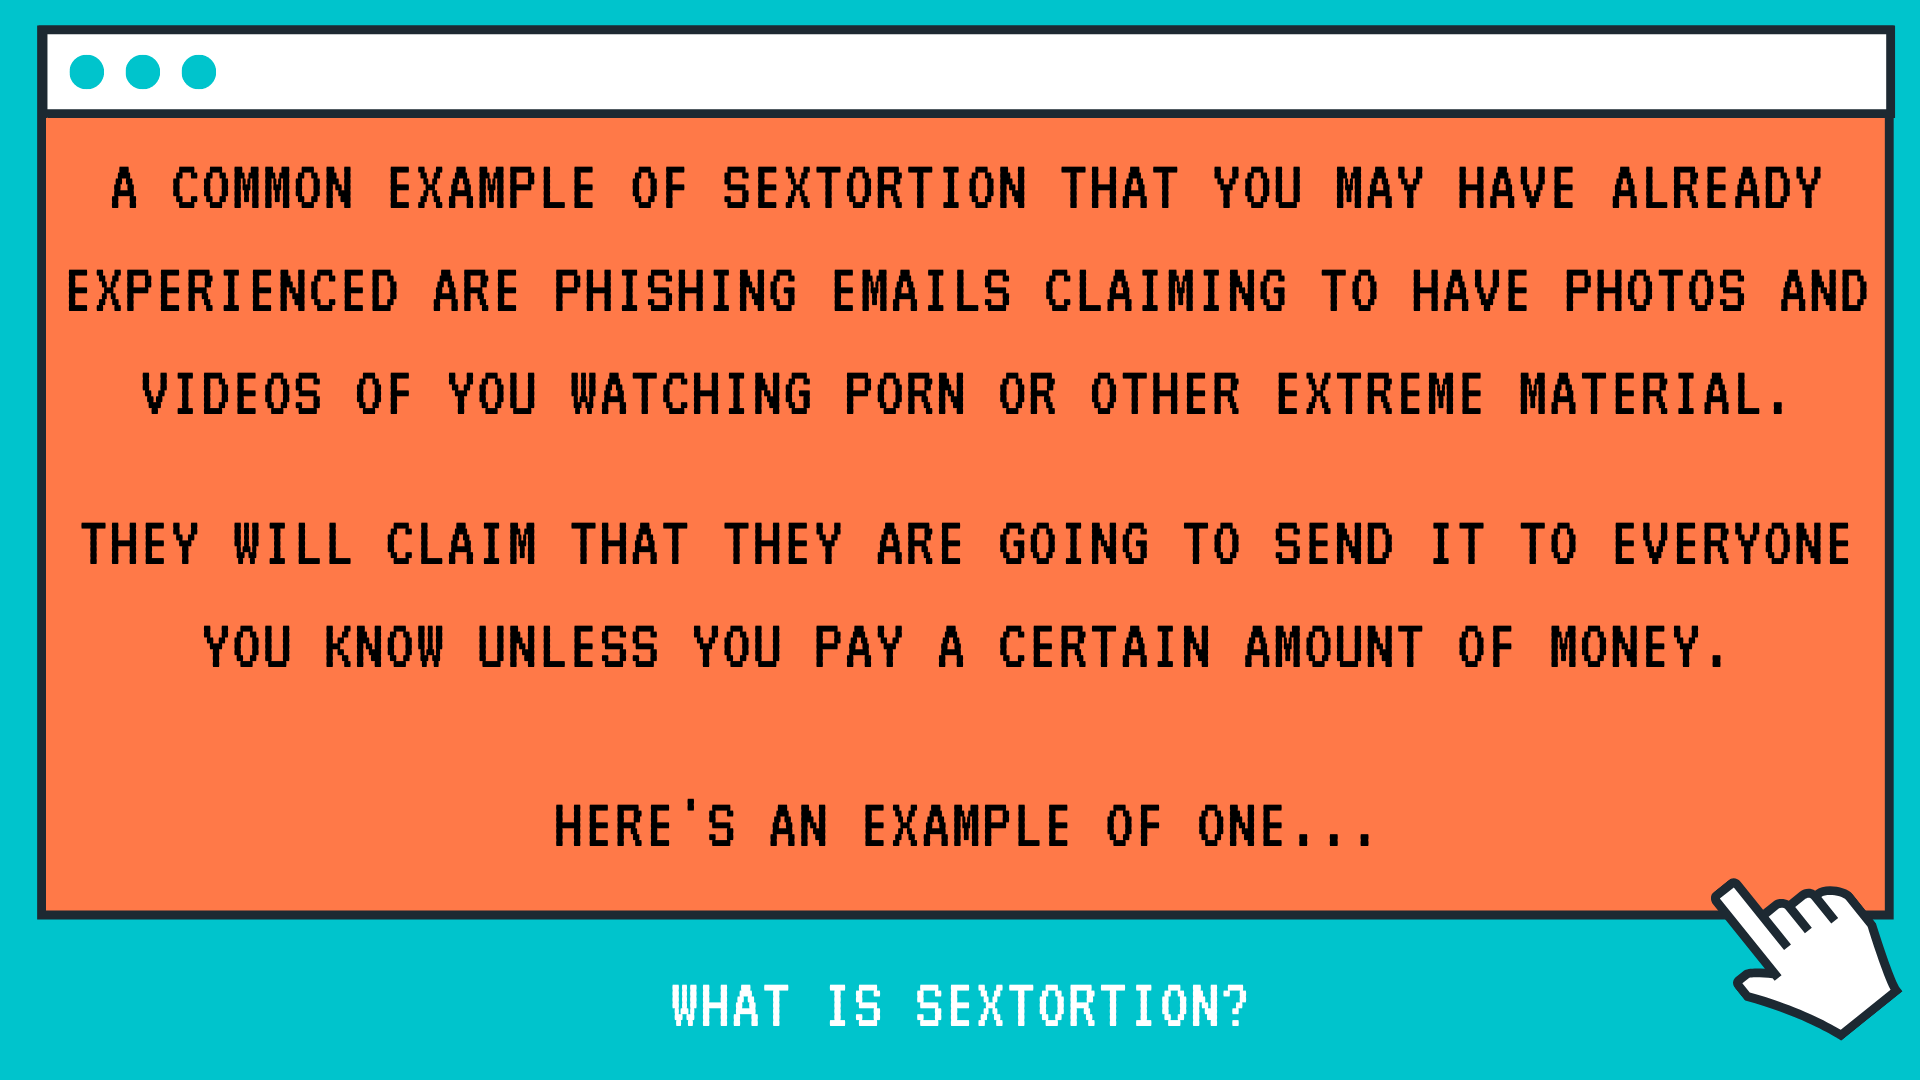 A COMMON EXAMPLE OF SEXTORTION THAT YOU MAY HAVE ALREADY
EXPERIENCED ARE PHISHING EMAILS CLAIMING TO HAVE PHOTOS AND
VIDEOS OF YOU WATCHING PORN OR OTHER EXTREME MATERIAL.
THEY WILL CLAIM THAT THEY ARE GOING TO SEND IT TO EVERYONE
YOU KNOW UNLESS YOU PAY A CERTAIN AMOUNT OF MONEY.
HERE'S AN EXAMPLE OF ONE...
WHAT IS SEXTORTION?